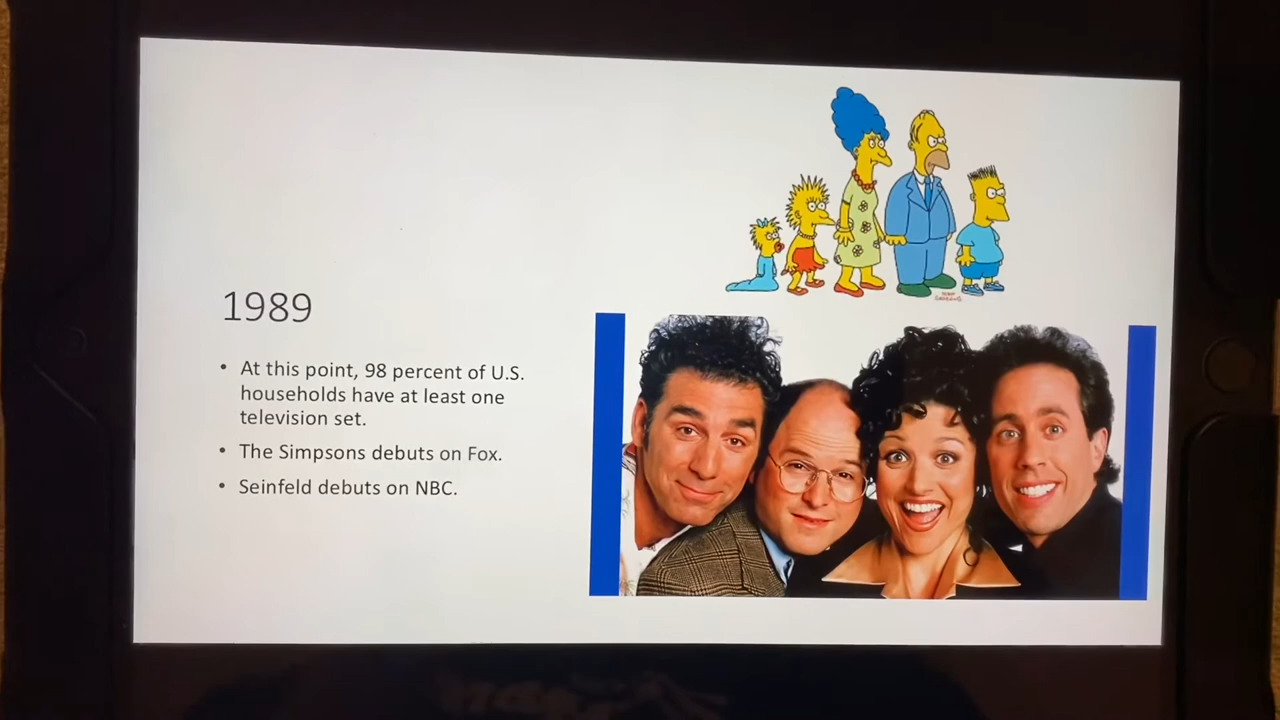 1989
• At this point, 98 percent of U.S.
households have at least one
television set.
• The Simpsons debuts on Fox.
• Seinfeld debuts on NBC.